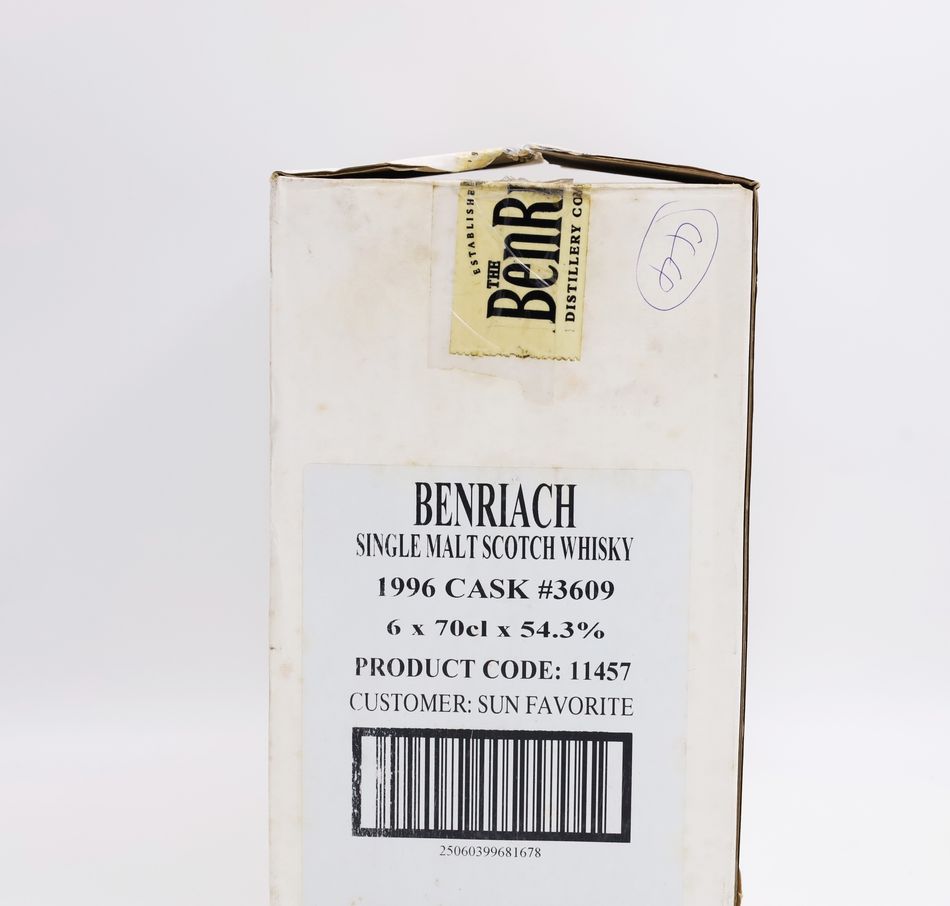 ESTABLISHE
THE
BenRi
DISTILLERY CO
BENRIACH
SINGLE MALT SCOTCH WHISKY
1996 CASK #3609
6 x 70cl x 54.3%
PRODUCT CODE: 11457
CUSTOMER: SUN FAVORITE
25060399681678